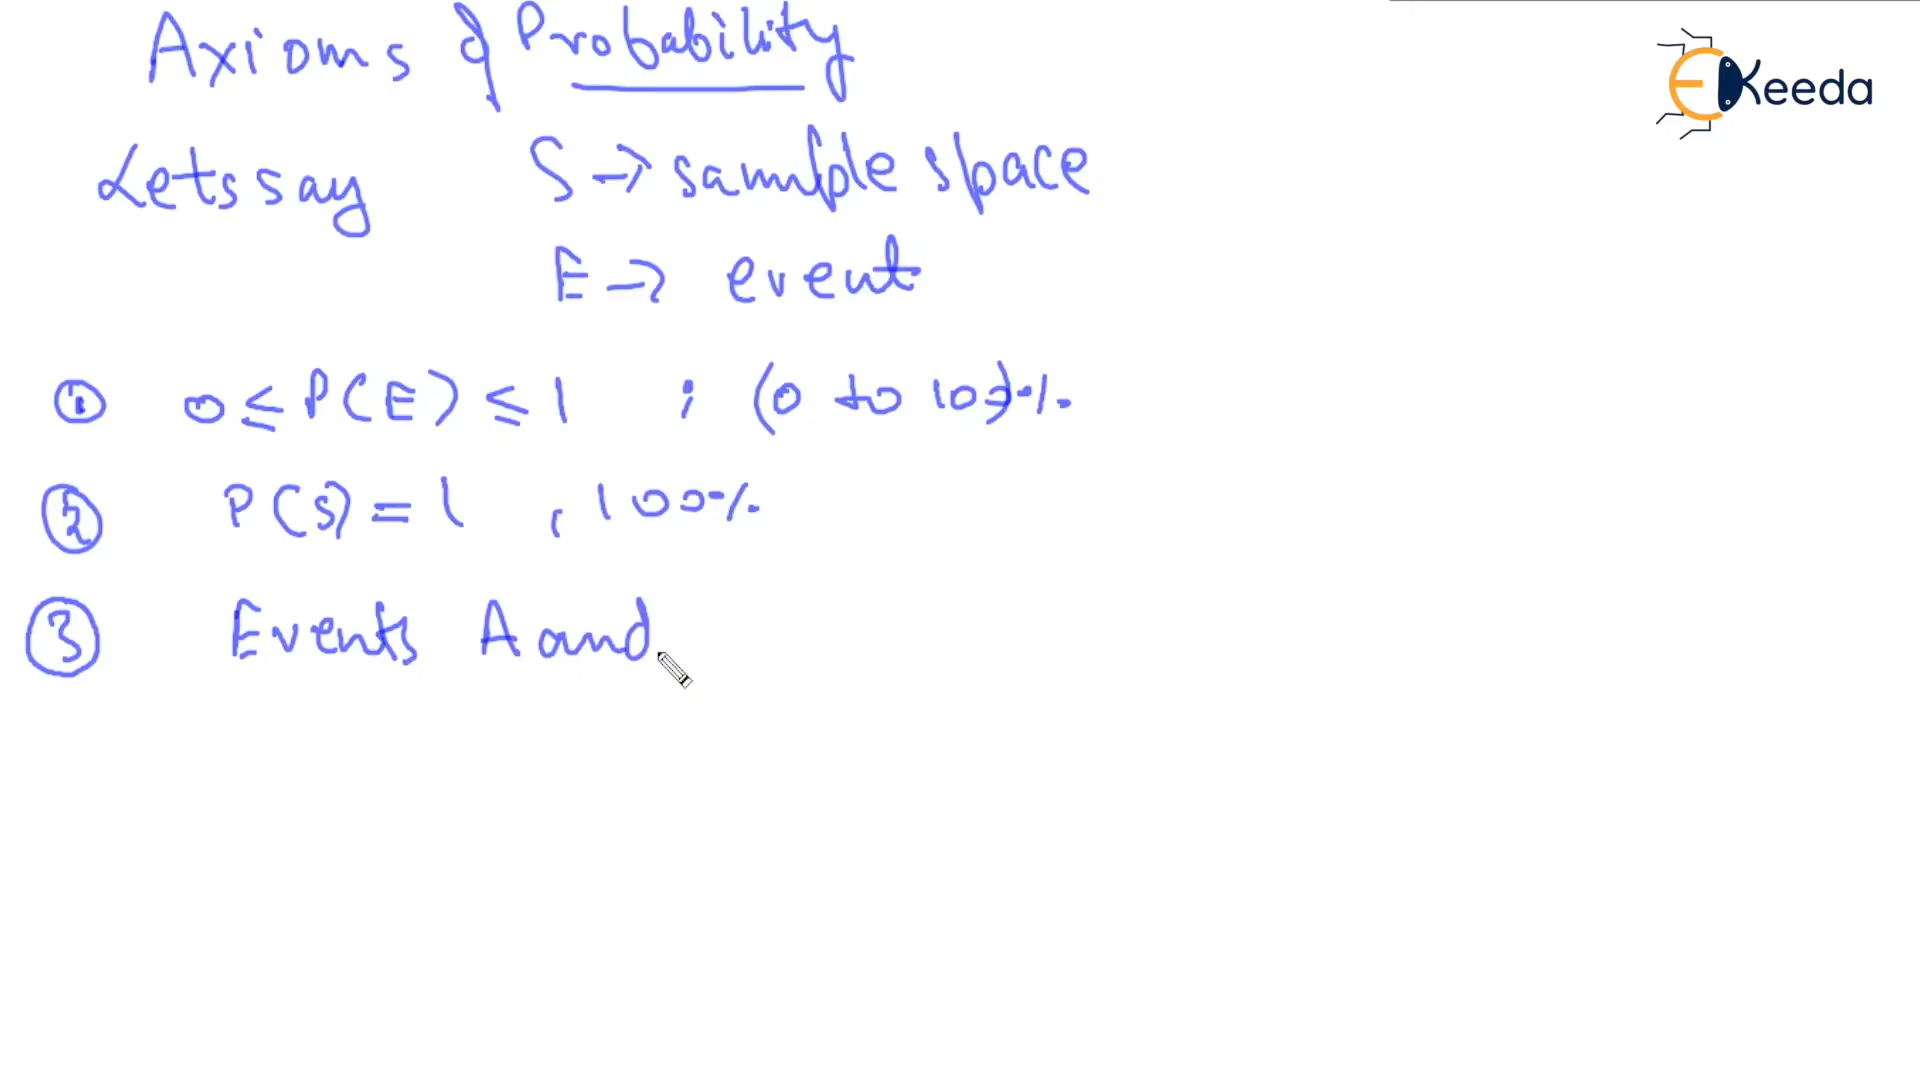 Axioms of Probability
EKeeda
Lets say S → sample space
E → event
① 0 ≤ P(E) ≤ 1 ; (0 to 100)%
② P(S) = 1 , 100%
③ Events A and